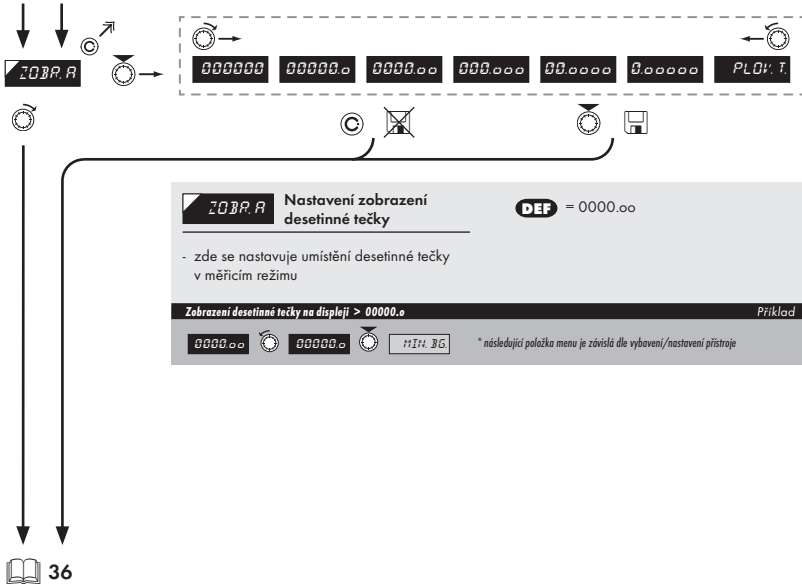 ZOBR. A
000000 00000.o 0000.oo 000.ooo 00.oooo 0.ooooo PLOV. T.
C
C
ZOBR. A
Nastavení zobrazení
desetinné tečky
DEF = 0000.oo
- zde se nastavuje umístění desetinné tečky
v měřicím režimu
Zobrazení desetinné tečky na displeji > 00000.o
Příklad
0000.oo 00000.o MIN. BG.
* následující položka menu je závislá dle vybavení/nastavení přístroje
36